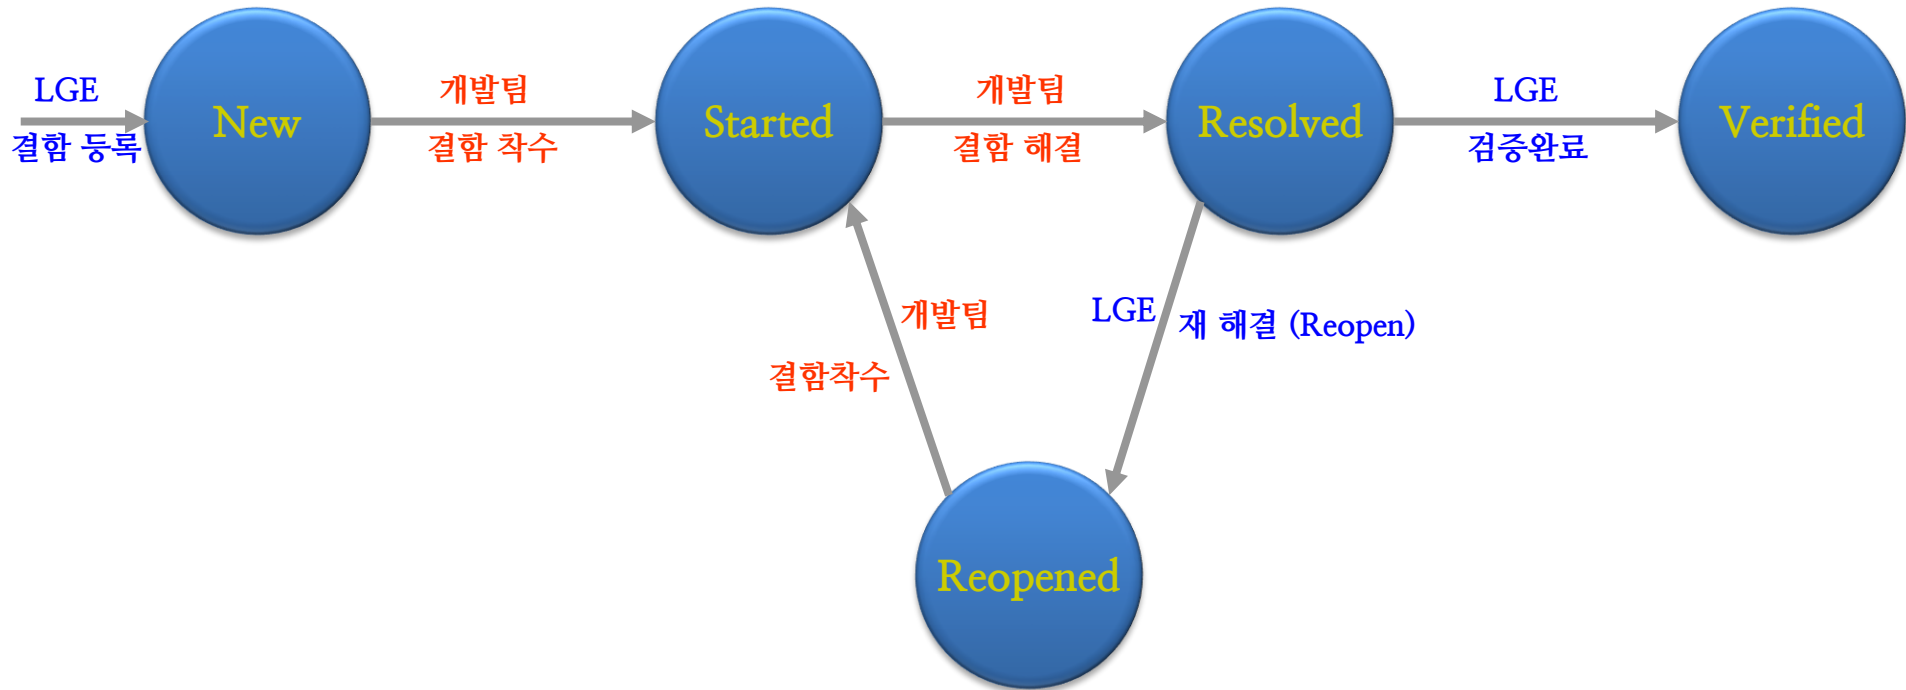 LGE
결함 등록
New
개발팀
결함 착수
Started
개발팀
결함 해결
Resolved
LGE
검증완료
Verified
개발팀
결함착수
LGE
재 해결 (Reopen)
Reopened